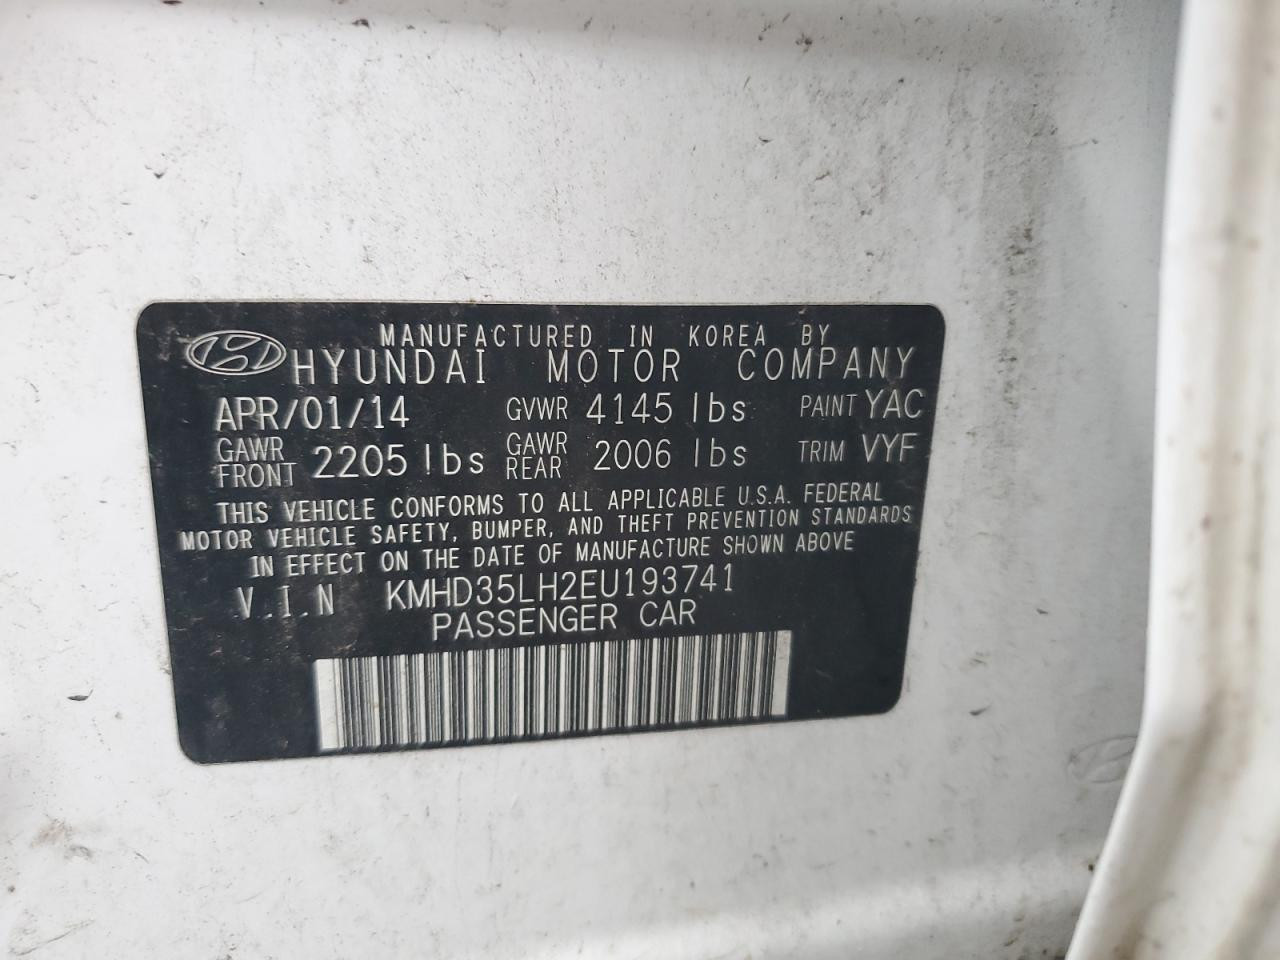 MANUFACTURED IN KOREA BY
HYUNDAI MOTOR COMPANY
APR/01/14 GVWR 4145 lbs PAINT YAC
GAWR FRONT 2205 lbs GAWR REAR 2006 lbs TRIM VYF
THIS VEHICLE CONFORMS TO ALL APPLICABLE U.S.A. FEDERAL
MOTOR VEHICLE SAFETY, BUMPER, AND THEFT PREVENTION STANDARDS
IN EFFECT ON THE DATE OF MANUFACTURE SHOWN ABOVE
V.I.N KMHD35LH2EU193741
PASSENGER CAR